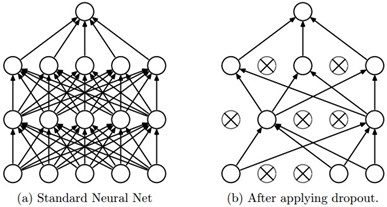 (a) Standard Neural Net
(b) After applying dropout.